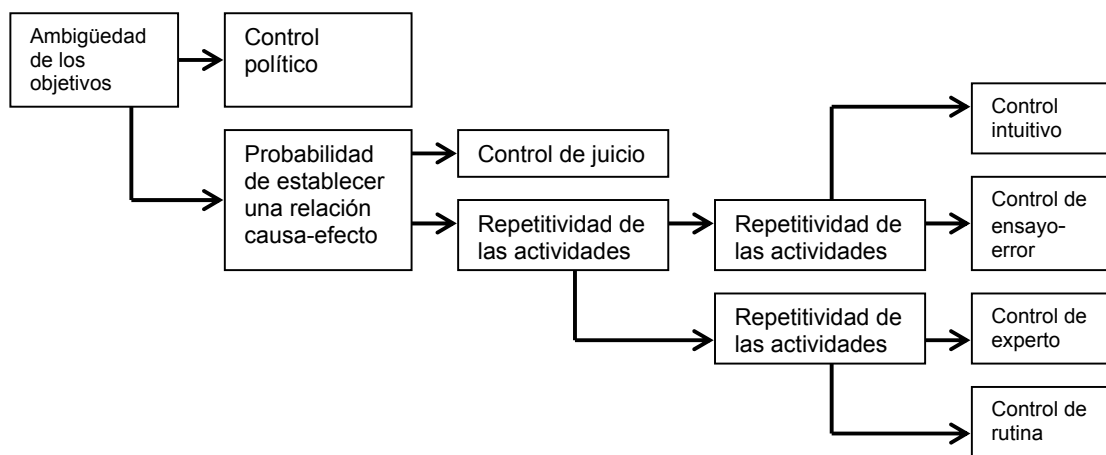 Ambigüedad
de los
objetivos
Control
político
Probabilidad
de establecer
una relación
causa-efecto
Control de juicio
Repetitividad de
las actividades
Repetitividad de
las actividades
Repetitividad de
las actividades
Control
intuitivo
Control de
ensayo-
error
Control de
experto
Control de
rutina